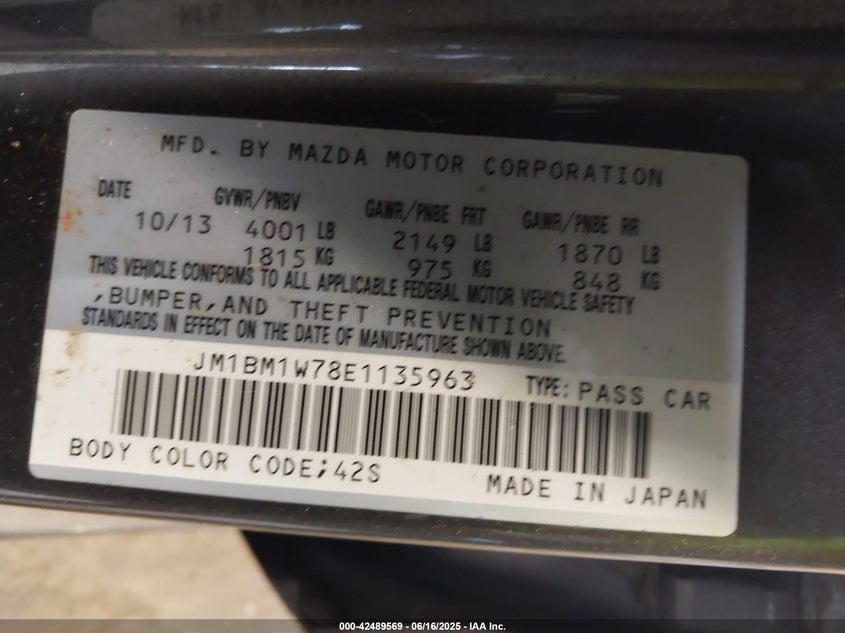 MFD. BY MAZDA MOTOR CORPORATION
DATE GVWR/PNBV GAWR/PNBE FRT GAWR/PNBE RR
10/13 4001 LB 2149 LB 1870 LB
1815 KG 975 KG 848 KG
THIS VEHICLE CONFORMS TO ALL APPLICABLE FEDERAL MOTOR VEHICLE SAFETY
,BUMPER,AND THEFT PREVENTION
STANDARDS IN EFFECT ON THE DATE OF MANUFACTURE SHOWN ABOVE.
JM1BM1W78E1135963 TYPE: PASS CAR
BODY COLOR CODE;42S MADE IN JAPAN
000-42489569 - 06/16/2025 - IAA Inc.